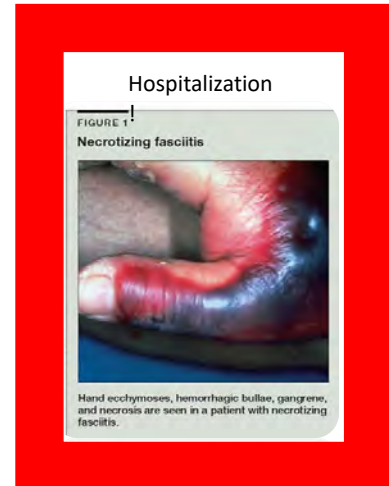 Hospitalization
!
FIGURE 1
Necrotizing fasciitis
Hand ecchymoses, hemorrhagic bullae, gangrene,
and necrosis are seen in a patient with necrotizing
fasciitis.